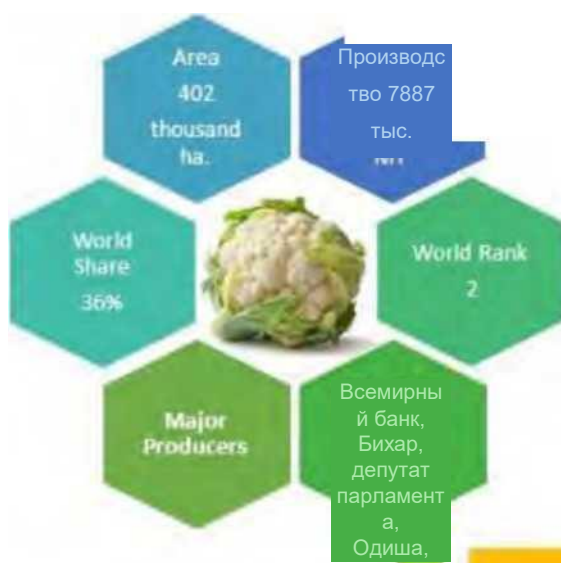 Area
402
thousand
ha.
Производс
тво 7887
тыс.
World
Share
36%
World Rank
2
Major
Producers
Всемирны
й банк,
Бихар,
депутат
парламент
а,
Одиша,